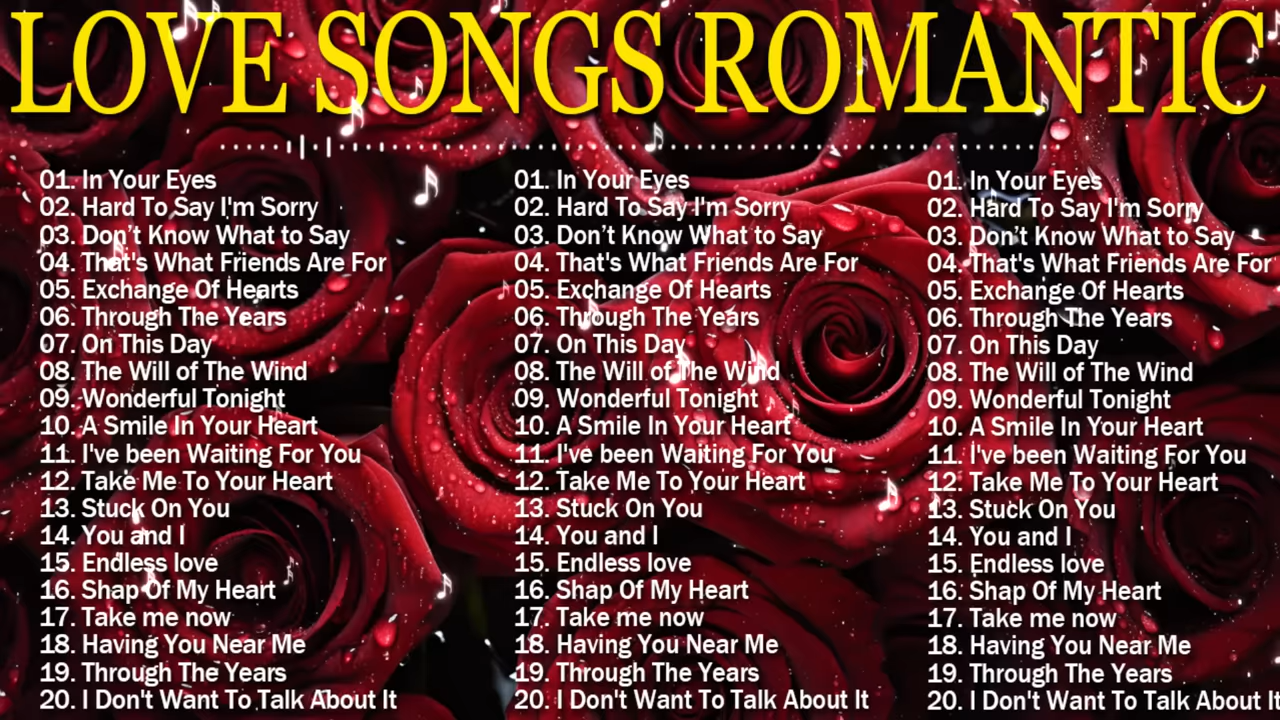 LOVE SONGS ROMANTIC
01. In Your Eyes
02. Hard To Say I'm Sorry
03. Don’t Know What to Say
04. That's What Friends Are For
05. Exchange Of Hearts
06. Through The Years
07. On This Day
08. The Will of The Wind
09. Wonderful Tonight
10. A Smile In Your Heart
11. I've been Waiting For You
12. Take Me To Your Heart
13. Stuck On You
14. You and I
15. Endless love
16. Shap Of My Heart
17. Take me now
18. Having You Near Me
19. Through The Years
20. I Don't Want To Talk About It
01. In Your Eyes
02. Hard To Say I'm Sorry
03. Don’t Know What to Say
04. That's What Friends Are For
05. Exchange Of Hearts
06. Through The Years
07. On This Day
08. The Will of The Wind
09. Wonderful Tonight
10. A Smile In Your Heart
11. I've been Waiting For You
12. Take Me To Your Heart
13. Stuck On You
14. You and I
15. Endless love
16. Shap Of My Heart
17. Take me now
18. Having You Near Me
19. Through The Years
20. I Don't Want To Talk About It
01. In Your Eyes
02. Hard To Say I'm Sorry
03. Don’t Know What to Say
04. That's What Friends Are For
05. Exchange Of Hearts
06. Through The Years
07. On This Day
08. The Will of The Wind
09. Wonderful Tonight
10. A Smile In Your Heart
11. I've been Waiting For You
12. Take Me To Your Heart
13. Stuck On You
14. You and I
15. Endless love
16. Shap Of My Heart
17. Take me now
18. Having You Near Me
19. Through The Years
20. I Don't Want To Talk About It